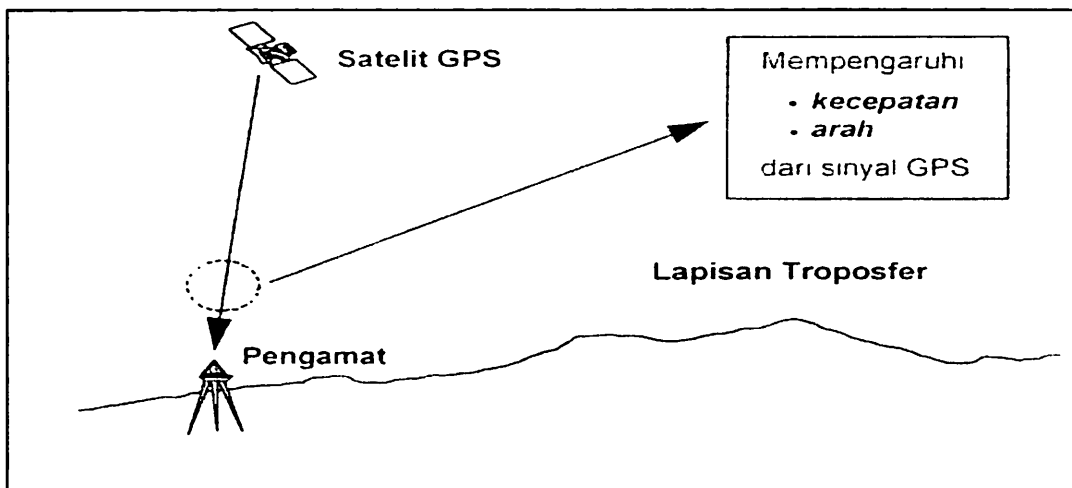 Satelit GPS
Mempengaruhi
• kecepatan
• arah
dari sinyal GPS
Lapisan Troposfer
Pengamat